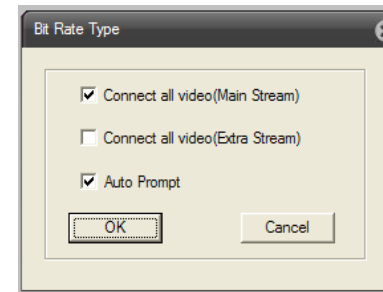 Bit Rate Type
Connect all video(Main Stream)
Connect all video(Extra Stream)
Auto Prompt
OK Cancel